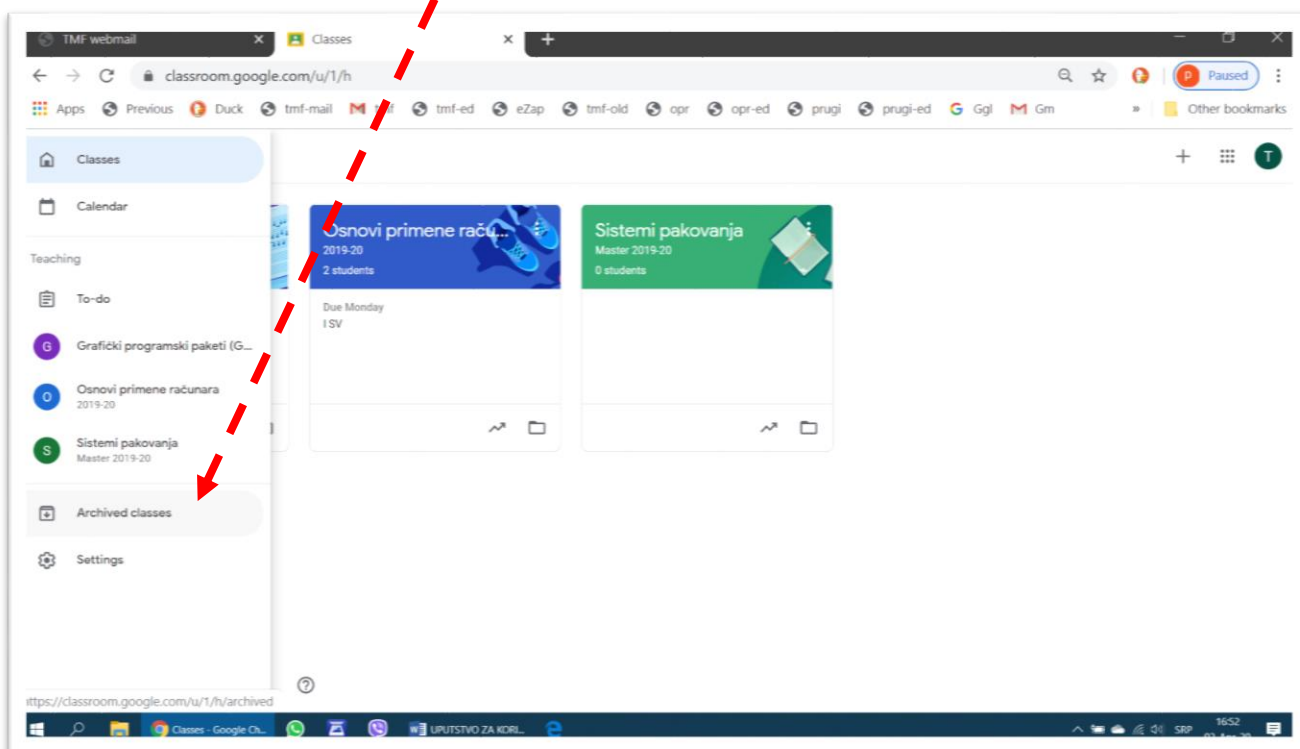 TMF webmail
Classes
classroom.google.com/u/1/h
P Paused
Apps Previous Duck tmf-mail tmf-ed eZap tmf-old opr opr-ed prugi prugi-ed Ggl Gm » Other bookmarks
Classes
T
Calendar
Teaching
To-do
G Grafički programski paketi (G...
O Osnovi primene računara
2019-20
S Sistemi pakovanja
Master 2019-20
Archived classes
Settings
Osnovi primene raču...
2019-20
2 students
Due Monday
I SV
Sistemi pakovanja
Master 2019-20
0 students
ttps://classroom.google.com/u/1/h/archived
Classes - Google Ch...
UPUTSTVO ZA KORI...
SRP
16:52